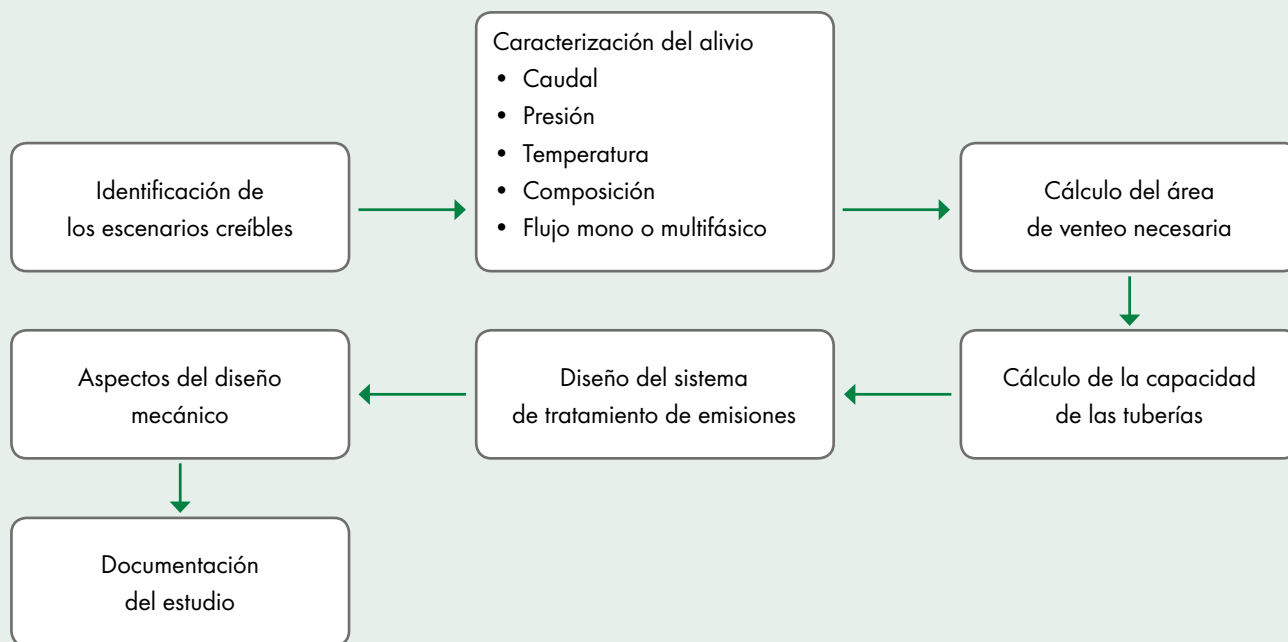 Identificación de
los escenarios creíbles
Caracterización del alivio
• Caudal
• Presión
• Temperatura
• Composición
• Flujo mono o multifásico
Cálculo del área
de venteo necesaria
Cálculo de la capacidad
de las tuberías
Diseño del sistema
de tratamiento de emisiones
Aspectos del diseño
mecánico
Documentación
del estudio